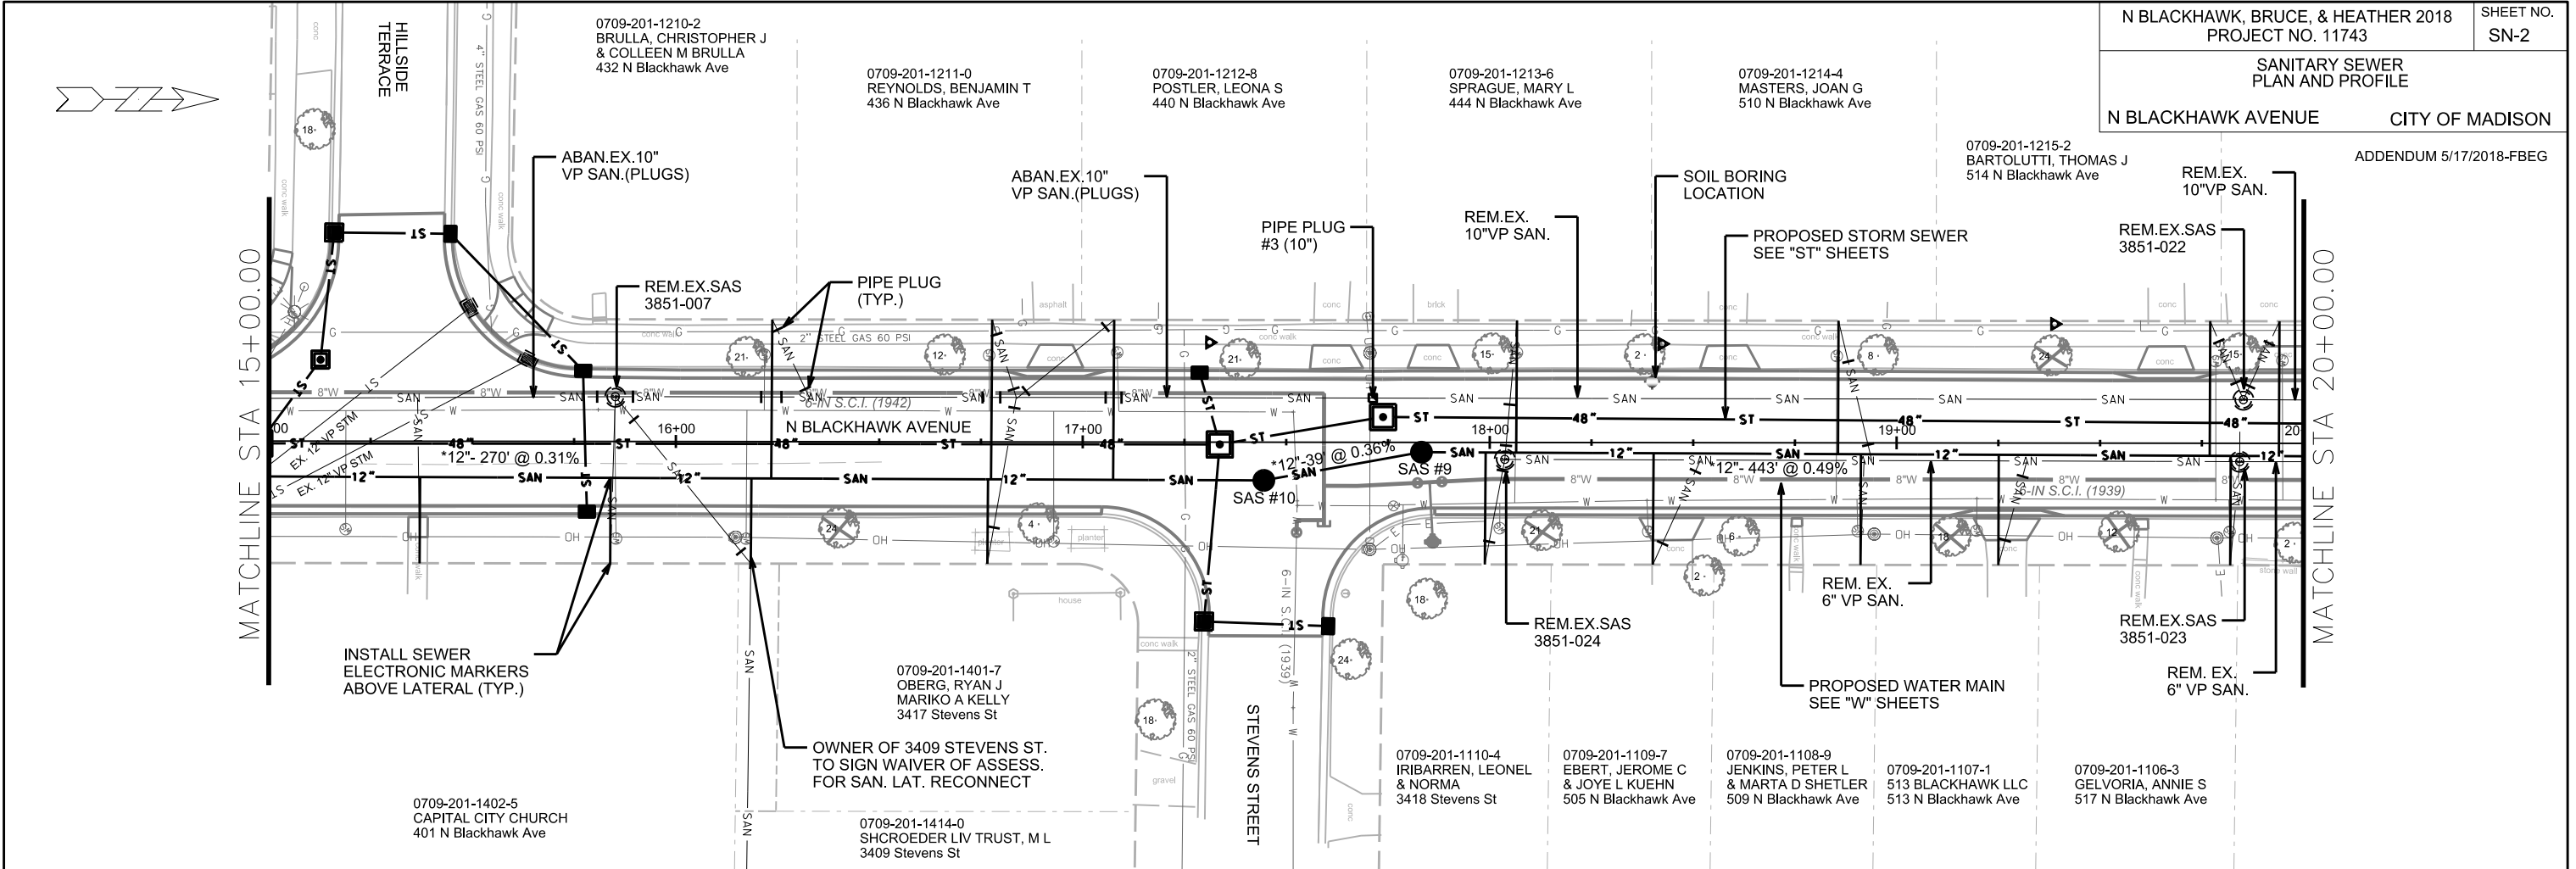 N BLACKHAWK, BRUCE, & HEATHER 2018
PROJECT NO. 11743
SHEET NO.
SN-2
SANITARY SEWER
PLAN AND PROFILE
N BLACKHAWK AVENUE
CITY OF MADISON
ADDENDUM 5/17/2018-FBEG
HILLSIDE
TERRACE
4" STEEL GAS 60 PSI
0709-201-1210-2
BRULLA, CHRISTOPHER J
& COLLEEN M BRULLA
432 N Blackhawk Ave
0709-201-1211-0
REYNOLDS, BENJAMIN T
436 N Blackhawk Ave
0709-201-1212-8
POSTLER, LEONA S
440 N Blackhawk Ave
0709-201-1213-6
SPRAGUE, MARY L
444 N Blackhawk Ave
0709-201-1214-4
MASTERS, JOAN G
510 N Blackhawk Ave
0709-201-1215-2
BARTOLUTTI, THOMAS J
514 N Blackhawk Ave
ABAN.EX.10"
VP SAN.(PLUGS)
REM.EX.SAS
3851-007
PIPE PLUG
(TYP.)
ABAN.EX.10"
VP SAN.(PLUGS)
PIPE PLUG
#3 (10")
REM.EX.
10"VP SAN.
SOIL BORING
LOCATION
PROPOSED STORM SEWER
SEE "ST" SHEETS
REM.EX.SAS
3851-022
REM.EX.
10"VP SAN.
MATCHLINE STA 15+00.00
MATCHLINE STA 20+00.00
2" STEEL GAS 60 PSI
6-IN S.C.I. (1942)
N BLACKHAWK AVENUE
16+00
17+00
18+00
19+00
EX. 12" VP STM
EX. 12" VP STM
*12"- 270' @ 0.31%
*12"-39' @ 0.36%
*12"- 443' @ 0.49%
SAS #10
SAS #9
6-IN S.C.I. (1939)
INSTALL SEWER
ELECTRONIC MARKERS
ABOVE LATERAL (TYP.)
OWNER OF 3409 STEVENS ST.
TO SIGN WAIVER OF ASSESS.
FOR SAN. LAT. RECONNECT
house
planter
planter
gravel
asphalt
brick
stone wall
conc walk
2" STEEL GAS 60 PSI
6-IN S.C.I. (1939)
STEVENS STREET
REM.EX.SAS
3851-024
REM. EX.
6" VP SAN.
PROPOSED WATER MAIN
SEE "W" SHEETS
REM.EX.SAS
3851-023
REM. EX.
6" VP SAN.
0709-201-1402-5
CAPITAL CITY CHURCH
401 N Blackhawk Ave
0709-201-1401-7
OBERG, RYAN J
MARIKO A KELLY
3417 Stevens St
0709-201-1414-0
SHCROEDER LIV TRUST, M L
3409 Stevens St
0709-201-1110-4
IRIBARREN, LEONEL
& NORMA
3418 Stevens St
0709-201-1109-7
EBERT, JEROME C
& JOYE L KUEHN
505 N Blackhawk Ave
0709-201-1108-9
JENKINS, PETER L
& MARTA D SHETLER
509 N Blackhawk Ave
0709-201-1107-1
513 BLACKHAWK LLC
513 N Blackhawk Ave
0709-201-1106-3
GELVORIA, ANNIE S
517 N Blackhawk Ave